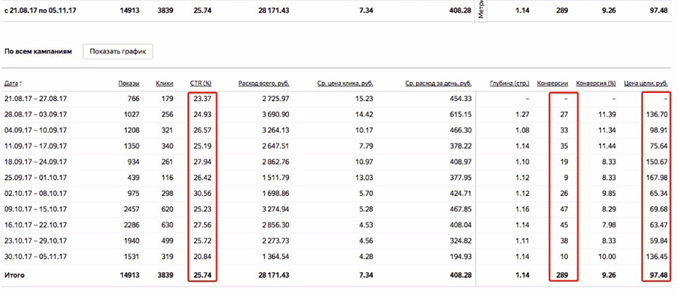 с 21.08.17 по 05.11.17 14913 3839 25.74 28 171.43 7.34 408.28 1.14 289 9.26 97.48
Метри
По всем кампаниям Показать график
Дата ↑ Показы Клики CTR (%) Расход всего, руб. Ср. цена клика, руб. Ср. расход за день, руб. Глубина (стр.) Конверсии Конверсия (%) Цена цели, руб.
21.08.17 – 27.08.17 766 179 23.37 2 725.97 15.23 454.33 – – – –
28.08.17 – 03.09.17 1027 256 24.93 3 690.90 14.42 615.15 1.27 27 11.39 136.70
04.09.17 – 10.09.17 1208 321 26.57 3 264.13 10.17 466.30 1.08 33 11.34 98.91
11.09.17 – 17.09.17 1350 340 25.19 2 647.51 7.79 378.22 1.14 35 11.44 75.64
18.09.17 – 24.09.17 934 261 27.94 2 862.76 10.97 408.97 1.10 19 8.33 150.67
25.09.17 – 01.10.17 439 116 26.42 1 511.79 13.03 377.95 1.12 9 8.33 167.98
02.10.17 – 08.10.17 975 298 30.56 1 698.86 5.70 424.71 1.12 26 9.85 65.34
09.10.17 – 15.10.17 2457 620 25.23 3 274.94 5.28 467.85 1.16 47 8.29 69.68
16.10.17 – 22.10.17 2286 630 27.56 2 856.30 4.53 408.04 1.14 45 7.98 63.47
23.10.17 – 29.10.17 1940 499 25.72 2 273.73 4.56 324.82 1.11 38 8.33 59.84
30.10.17 – 05.11.17 1531 319 20.84 1 364.54 4.28 194.93 1.13 10 10.00 136.45
Итого 14913 3839 25.74 28 171.43 7.34 408.28 1.14 289 9.26 97.48